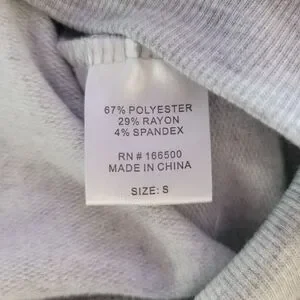 67% POLYESTER
29% RAYON
4% SPANDEX
RN # 166500
MADE IN CHINA
SIZE: S